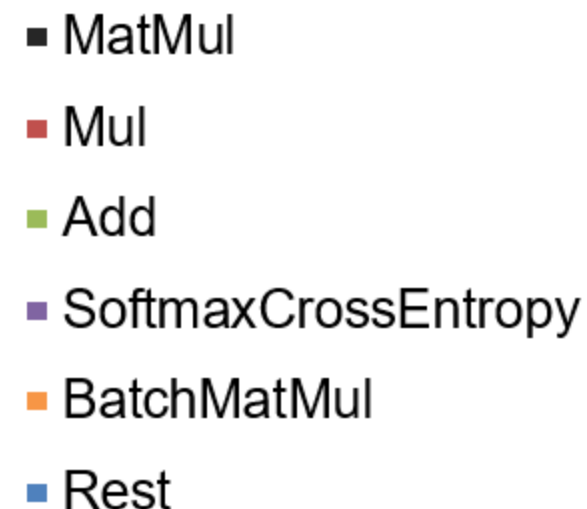 MatMul
Mul
Add
SoftmaxCrossEntropy
BatchMatMul
Rest